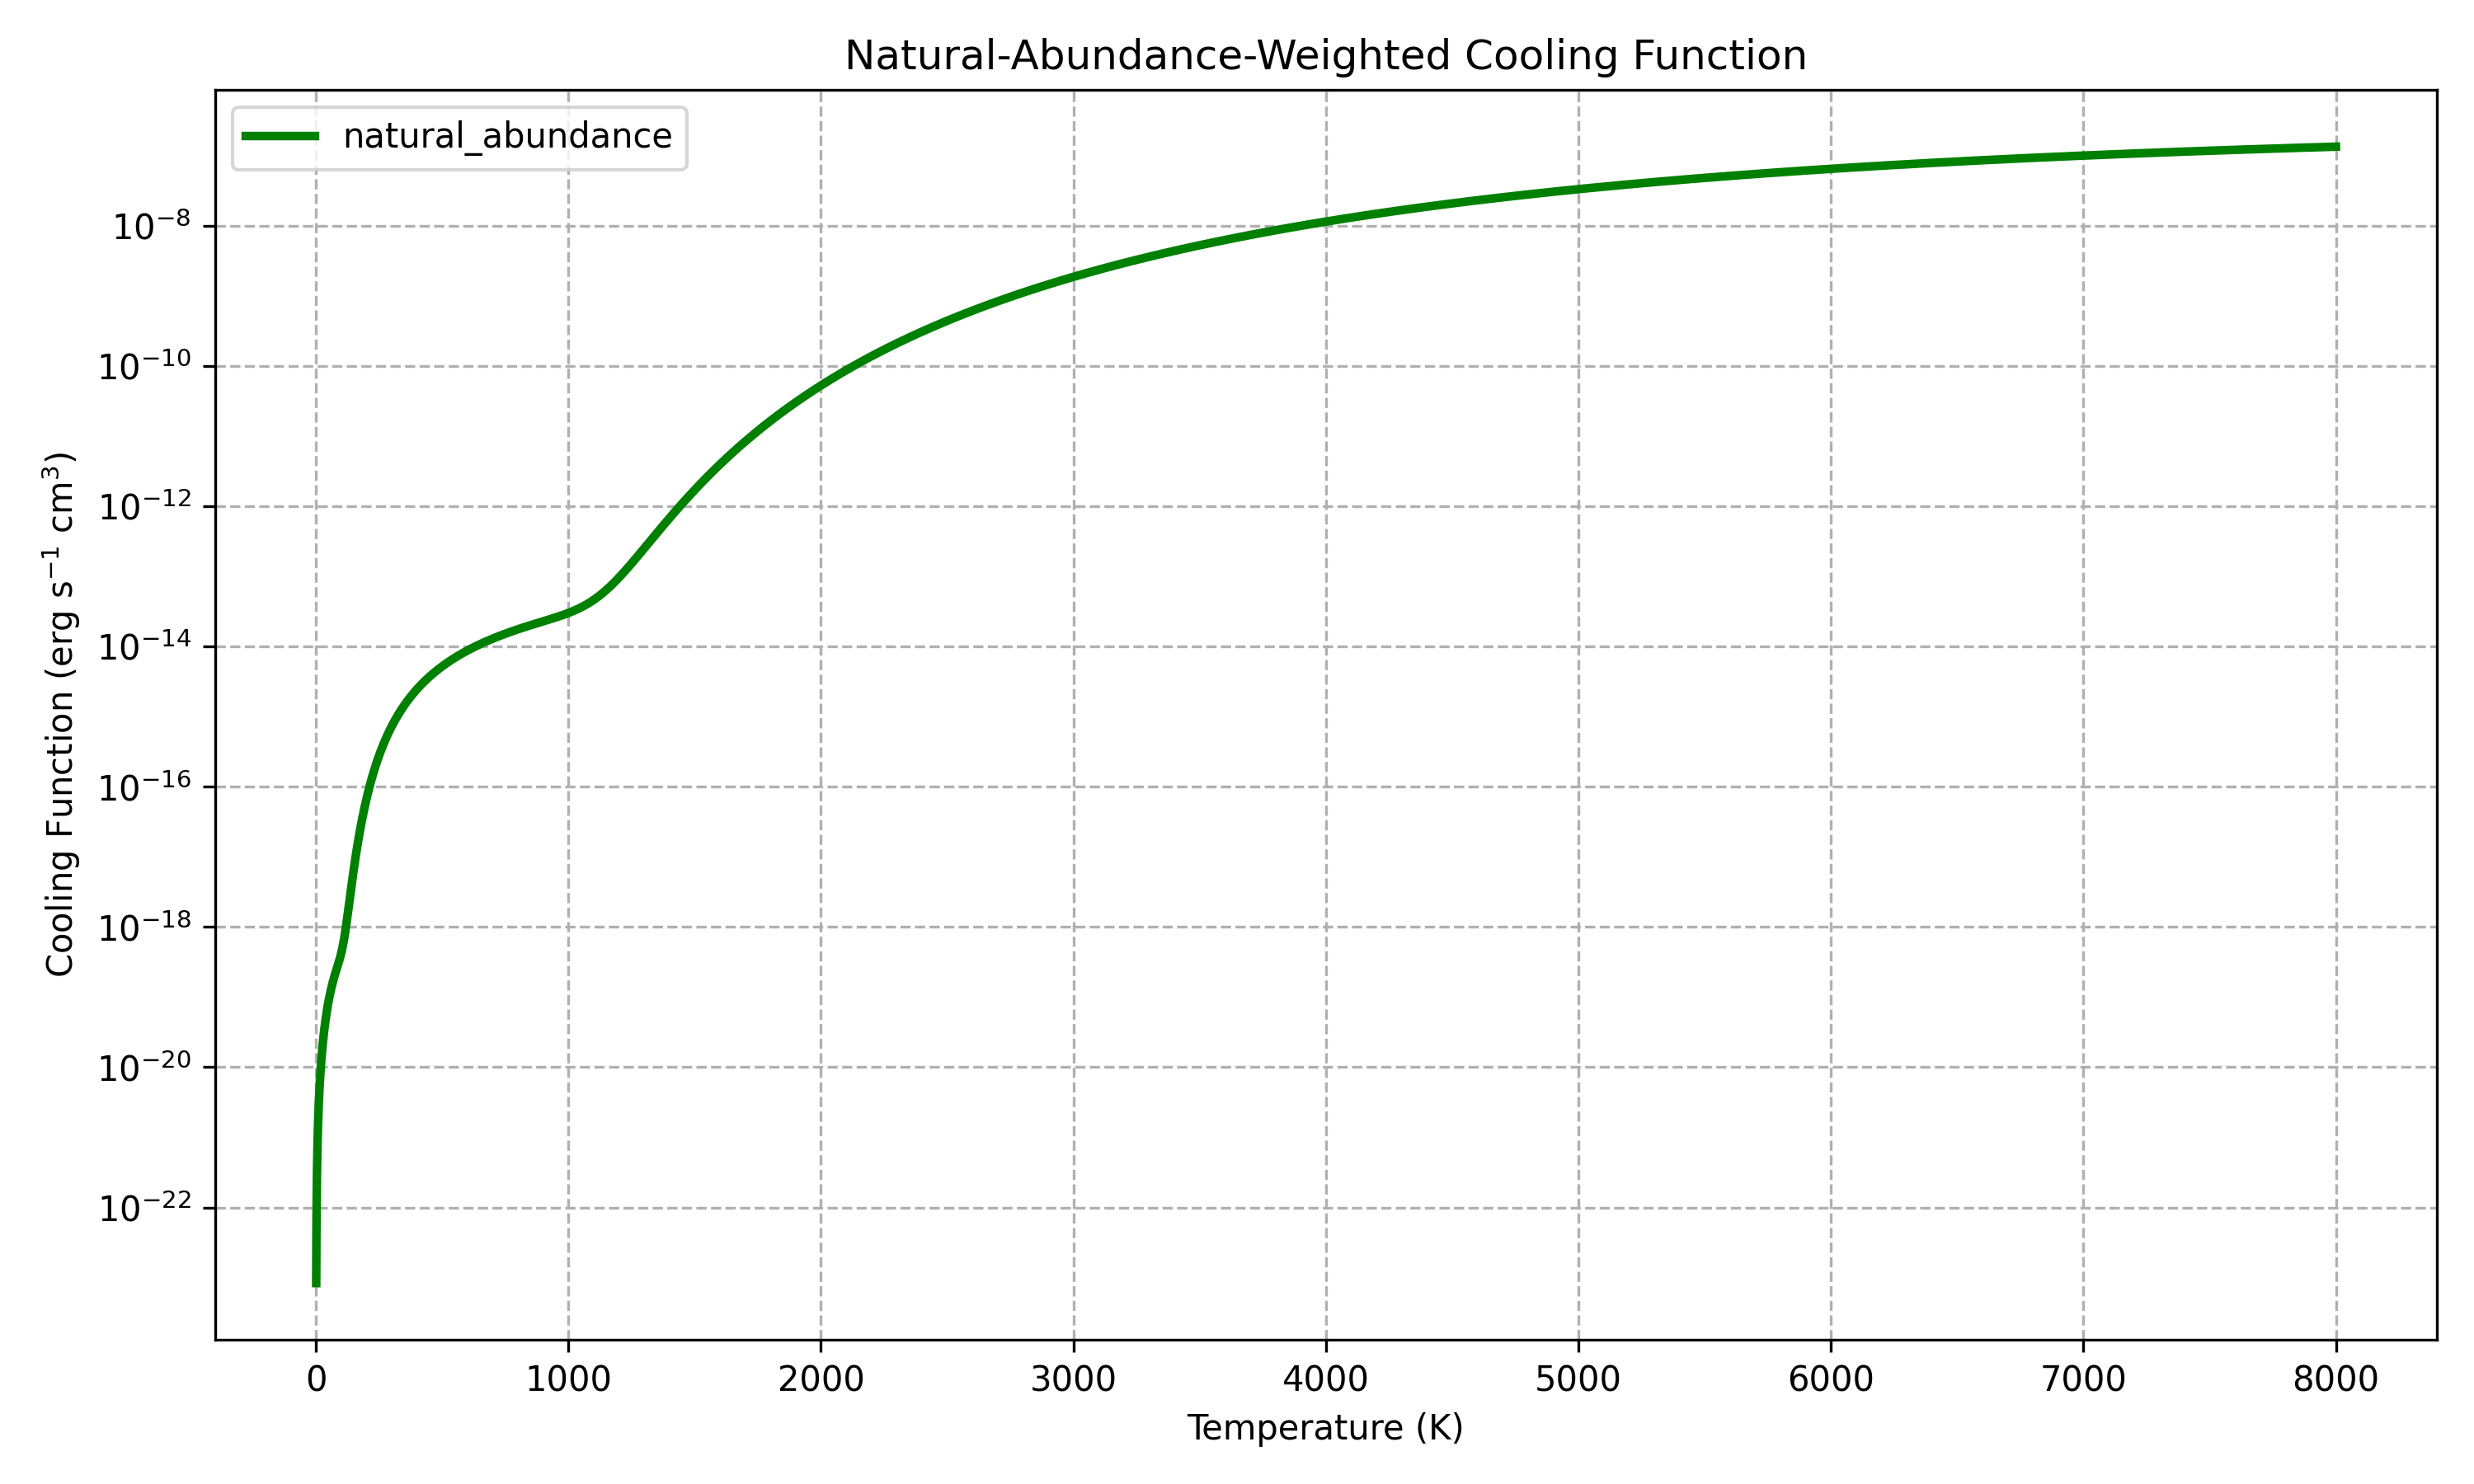 Natural-Abundance-Weighted Cooling Function
natural_abundance
Cooling Function (erg s⁻¹ cm³)
10⁻⁸
10⁻¹⁰
10⁻¹²
10⁻¹⁴
10⁻¹⁶
10⁻¹⁸
10⁻²⁰
10⁻²²
0 1000 2000 3000 4000 5000 6000 7000 8000
Temperature (K)